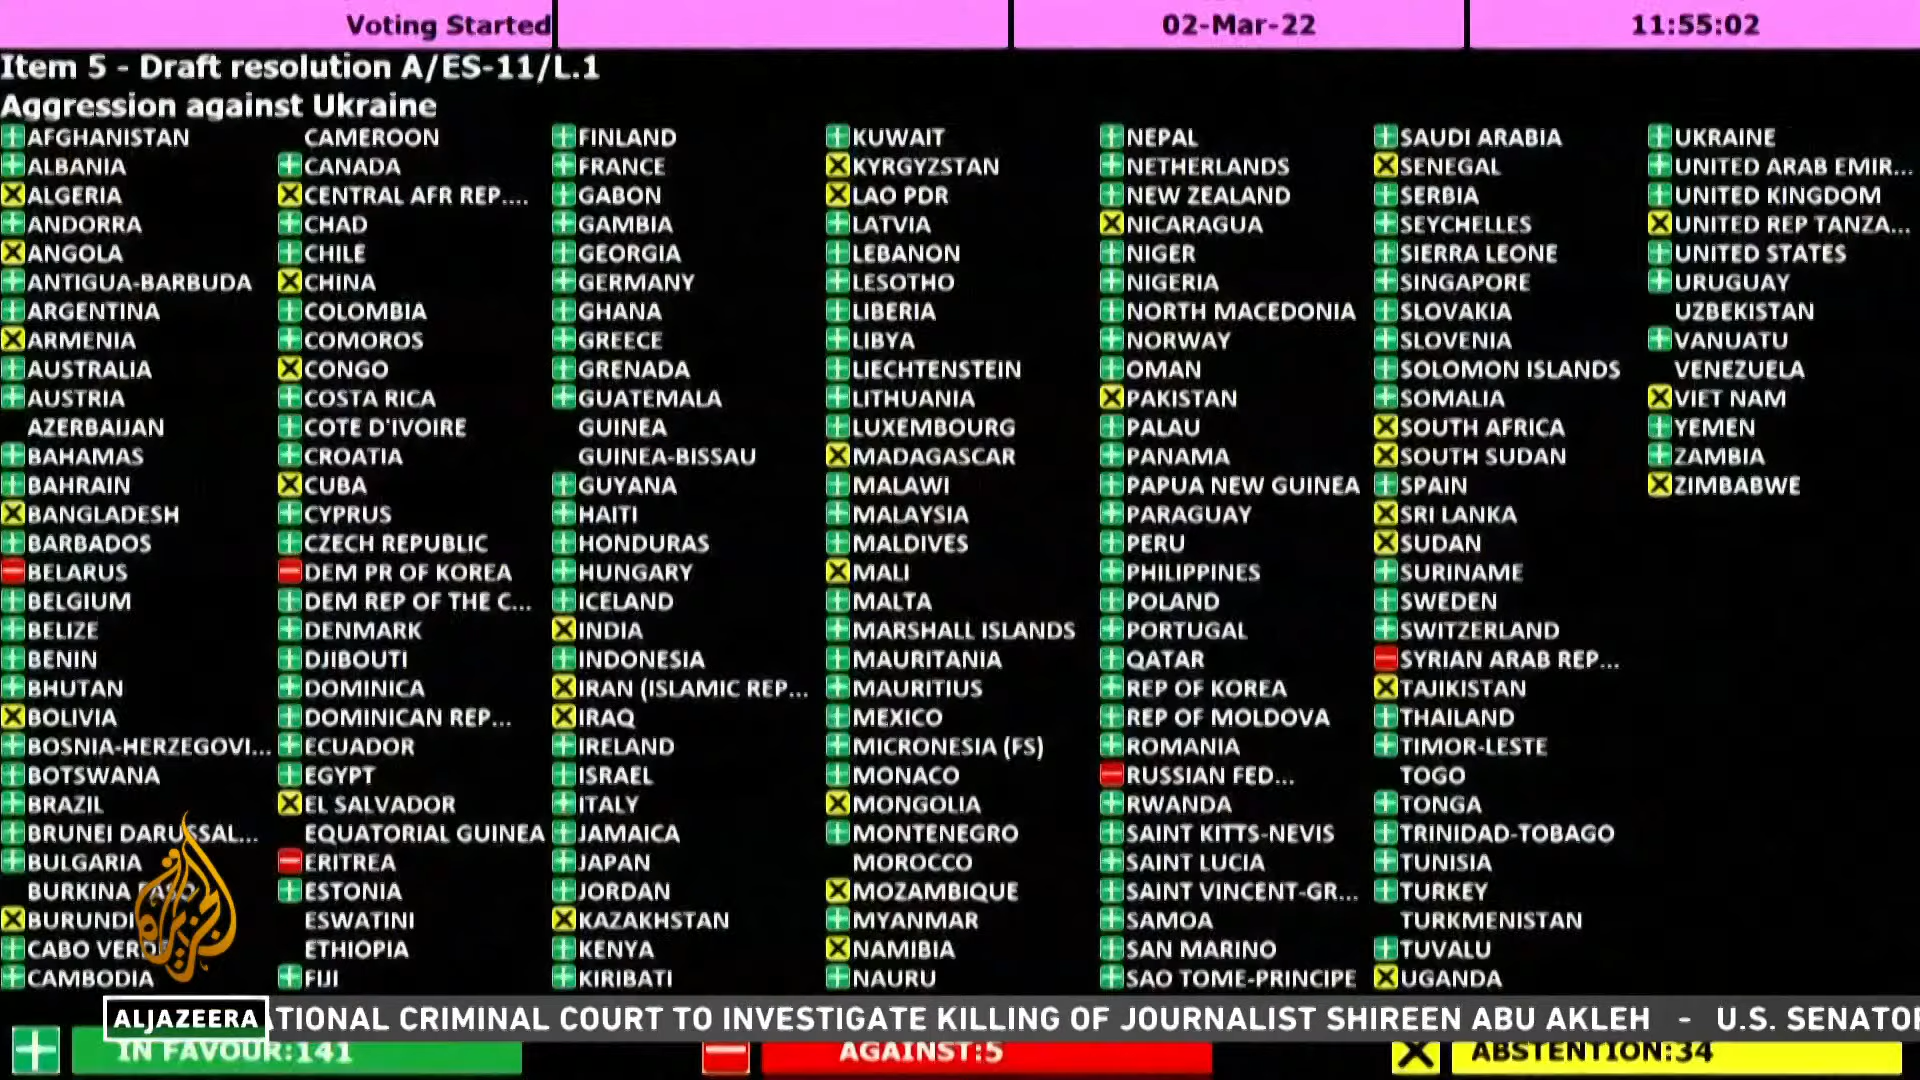 Voting Started 02-Mar-22 11:55:02
Item 5 - Draft resolution A/ES-11/L.1
Aggression against Ukraine
AFGHANISTAN
ALBANIA
ALGERIA
ANDORRA
ANGOLA
ANTIGUA-BARBUDA
ARGENTINA
ARMENIA
AUSTRALIA
AUSTRIA
AZERBAIJAN
BAHAMAS
BAHRAIN
BANGLADESH
BARBADOS
BELARUS
BELGIUM
BELIZE
BENIN
BHUTAN
BOLIVIA
BOSNIA-HERZEGOVI...
BOTSWANA
BRAZIL
BRUNEI DARUSSAL...
BULGARIA
BURKINA FASO
BURUNDI
CABO VERDE
CAMBODIA
CAMEROON
CANADA
CENTRAL AFR REP....
CHAD
CHILE
CHINA
COLOMBIA
COMOROS
CONGO
COSTA RICA
COTE D'IVOIRE
CROATIA
CUBA
CYPRUS
CZECH REPUBLIC
DEM PR OF KOREA
DEM REP OF THE C...
DENMARK
DJIBOUTI
DOMINICA
DOMINICAN REP...
ECUADOR
EGYPT
EL SALVADOR
EQUATORIAL GUINEA
ERITREA
ESTONIA
ESWATINI
ETHIOPIA
FIJI
FINLAND
FRANCE
GABON
GAMBIA
GEORGIA
GERMANY
GHANA
GREECE
GRENADA
GUATEMALA
GUINEA
GUINEA-BISSAU
GUYANA
HAITI
HONDURAS
HUNGARY
ICELAND
INDIA
INDONESIA
IRAN (ISLAMIC REP...
IRAQ
IRELAND
ISRAEL
ITALY
JAMAICA
JAPAN
JORDAN
KAZAKHSTAN
KENYA
KIRIBATI
KUWAIT
KYRGYZSTAN
LAO PDR
LATVIA
LEBANON
LESOTHO
LIBERIA
LIBYA
LIECHTENSTEIN
LITHUANIA
LUXEMBOURG
MADAGASCAR
MALAWI
MALAYSIA
MALDIVES
MALI
MALTA
MARSHALL ISLANDS
MAURITANIA
MAURITIUS
MEXICO
MICRONESIA (FS)
MONACO
MONGOLIA
MONTENEGRO
MOROCCO
MOZAMBIQUE
MYANMAR
NAMIBIA
NAURU
NEPAL
NETHERLANDS
NEW ZEALAND
NICARAGUA
NIGER
NIGERIA
NORTH MACEDONIA
NORWAY
OMAN
PAKISTAN
PALAU
PANAMA
PAPUA NEW GUINEA
PARAGUAY
PERU
PHILIPPINES
POLAND
PORTUGAL
QATAR
REP OF KOREA
REP OF MOLDOVA
ROMANIA
RUSSIAN FED...
RWANDA
SAINT KITTS-NEVIS
SAINT LUCIA
SAINT VINCENT-GR...
SAMOA
SAN MARINO
SAO TOME-PRINCIPE
SAUDI ARABIA
SENEGAL
SERBIA
SEYCHELLES
SIERRA LEONE
SINGAPORE
SLOVAKIA
SLOVENIA
SOLOMON ISLANDS
SOMALIA
SOUTH AFRICA
SOUTH SUDAN
SPAIN
SRI LANKA
SUDAN
SURINAME
SWEDEN
SWITZERLAND
SYRIAN ARAB REP...
TAJIKISTAN
THAILAND
TIMOR-LESTE
TOGO
TONGA
TRINIDAD-TOBAGO
TUNISIA
TURKEY
TURKMENISTAN
TUVALU
UGANDA
UKRAINE
UNITED ARAB EMIR...
UNITED KINGDOM
UNITED REP TANZA...
UNITED STATES
URUGUAY
UZBEKISTAN
VANUATU
VENEZUELA
VIET NAM
YEMEN
ZAMBIA
ZIMBABWE
الجزيرة
ALJAZEERA ATIONAL CRIMINAL COURT TO INVESTIGATE KILLING OF JOURNALIST SHIREEN ABU AKLEH - U.S. SENATO
IN FAVOUR:141 AGAINST:5 ABSTENTION:34